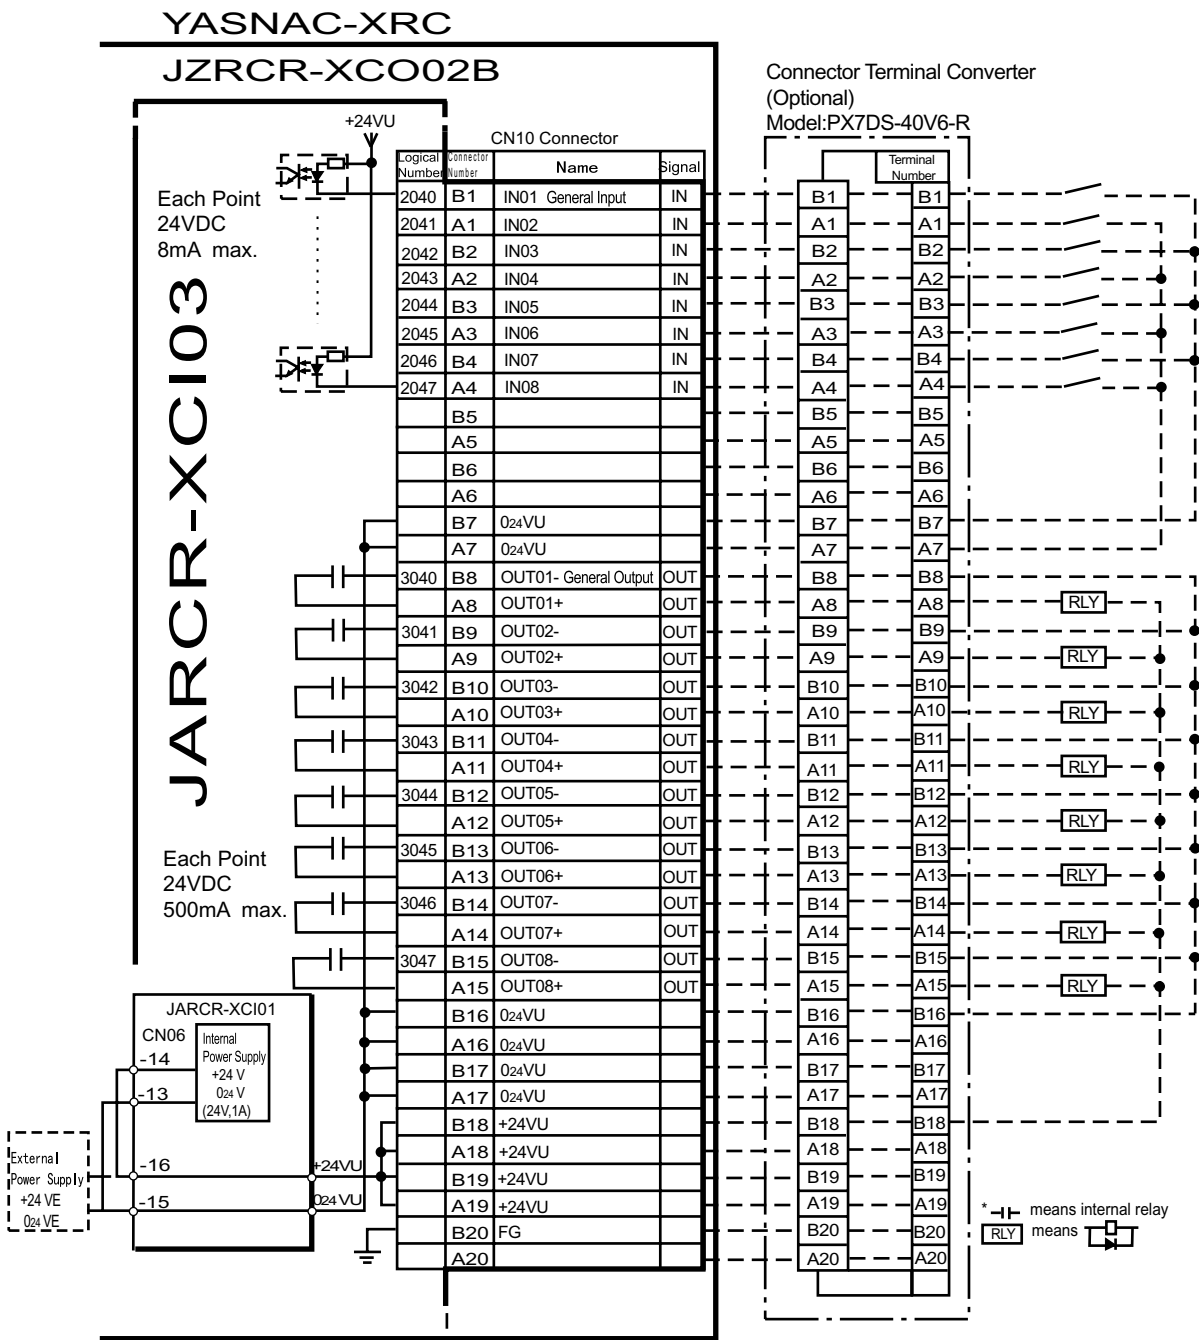 YASNAC-XRC
JZRCR-XCO02B
Connector Terminal Converter
(Optional)
Model:PX7DS-40V6-R
+24VU
CN10 Connector
Logical Number Connector Number Name Signal
Terminal Number
Each Point
24VDC
8mA max.
JARCR-XCI03
2040 B1 IN01 General Input IN B1 B1
2041 A1 IN02 IN A1 A1
2042 B2 IN03 IN B2 B2
2043 A2 IN04 IN A2 A2
2044 B3 IN05 IN B3 B3
2045 A3 IN06 IN A3 A3
2046 B4 IN07 IN B4 B4
2047 A4 IN08 IN A4 A4
B5 B5 B5
A5 A5 A5
B6 B6 B6
A6 A6 A6
B7 024VU B7 B7
A7 024VU A7 A7
3040 B8 OUT01- General Output OUT B8 B8
A8 OUT01+ OUT A8 A8 RLY
3041 B9 OUT02- OUT B9 B9
A9 OUT02+ OUT A9 A9 RLY
3042 B10 OUT03- OUT B10 B10
A10 OUT03+ OUT A10 A10 RLY
3043 B11 OUT04- OUT B11 B11
A11 OUT04+ OUT A11 A11 RLY
3044 B12 OUT05- OUT B12 B12
A12 OUT05+ OUT A12 A12 RLY
3045 B13 OUT06- OUT B13 B13
A13 OUT06+ OUT A13 A13 RLY
3046 B14 OUT07- OUT B14 B14
A14 OUT07+ OUT A14 A14 RLY
3047 B15 OUT08- OUT B15 B15
A15 OUT08+ OUT A15 A15 RLY
B16 024VU B16 B16
A16 024VU A16 A16
B17 024VU B17 B17
A17 024VU A17 A17
B18 +24VU B18 B18
A18 +24VU A18 A18
B19 +24VU B19 B19
A19 +24VU A19 A19
B20 FG B20 B20
A20 A20 A20
Each Point
24VDC
500mA max.
JARCR-XCI01
CN06
-14
-13
-16
-15
Internal
Power Supply
+24 V
024 V
(24V,1A)
+24VU
024VU
External
Power Supply
+24 VE
024 VE
* means internal relay
RLY means